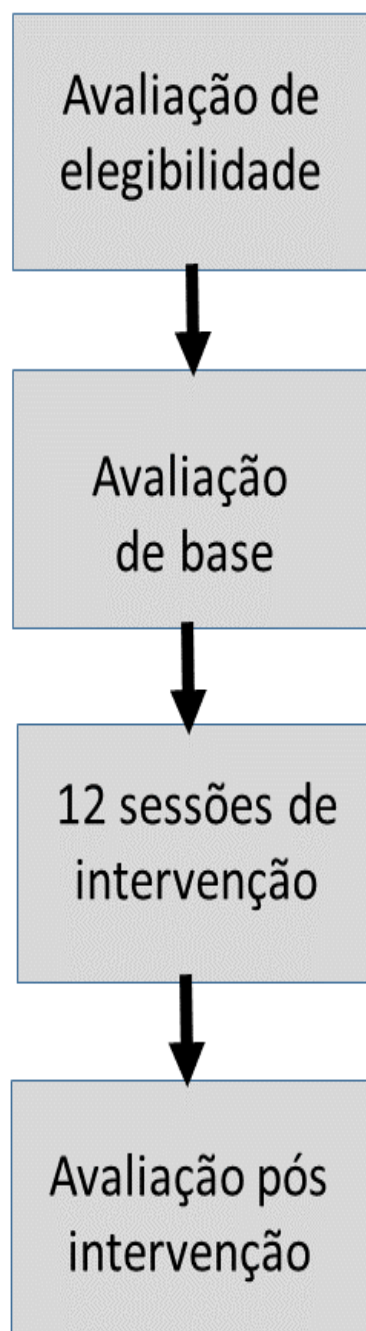 Avaliação de
elegibilidade
Avaliação
de base
12 sessões de
intervenção
Avaliação pós
intervenção